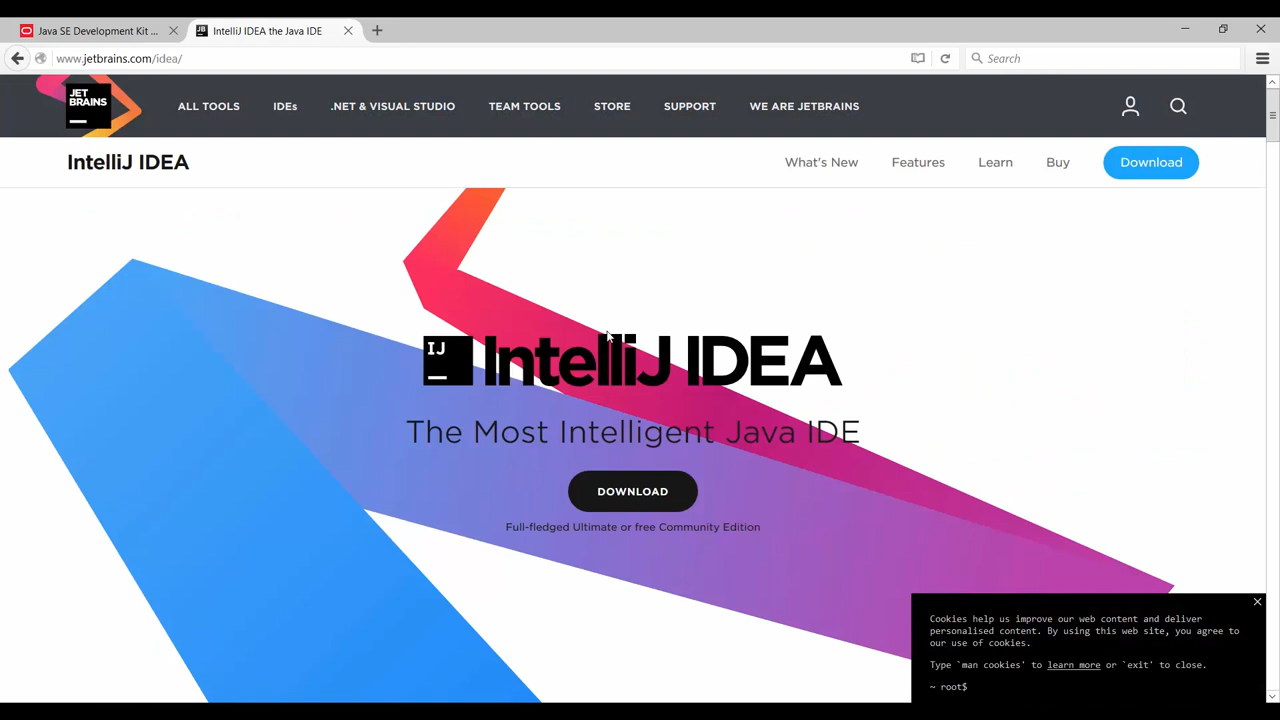 Java SE Development Kit ...
IntelliJ IDEA the Java IDE
www.jetbrains.com/idea/
Search
JET
BRAINS
ALL TOOLS
IDEs
.NET & VISUAL STUDIO
TEAM TOOLS
STORE
SUPPORT
WE ARE JETBRAINS
IntelliJ IDEA
What's New
Features
Learn
Buy
Download
IJ
IntelliJ IDEA
The Most Intelligent Java IDE
DOWNLOAD
Full-fledged Ultimate or free Community Edition
Cookies help us improve our web content and deliver
personalised content. By using this web site, you agree to
our use of cookies.
Type `man cookies' to learn more or `exit' to close.
~ root$